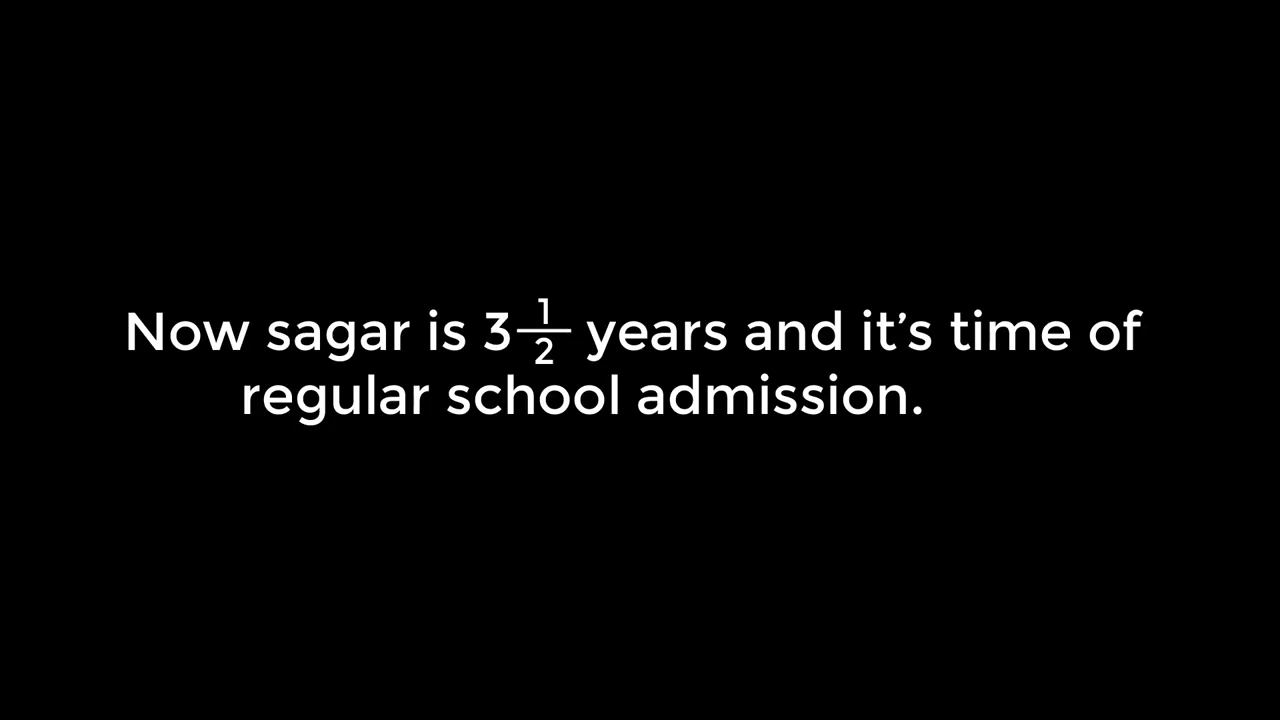 Now sagar is 3 1/2 years and it’s time of
regular school admission.